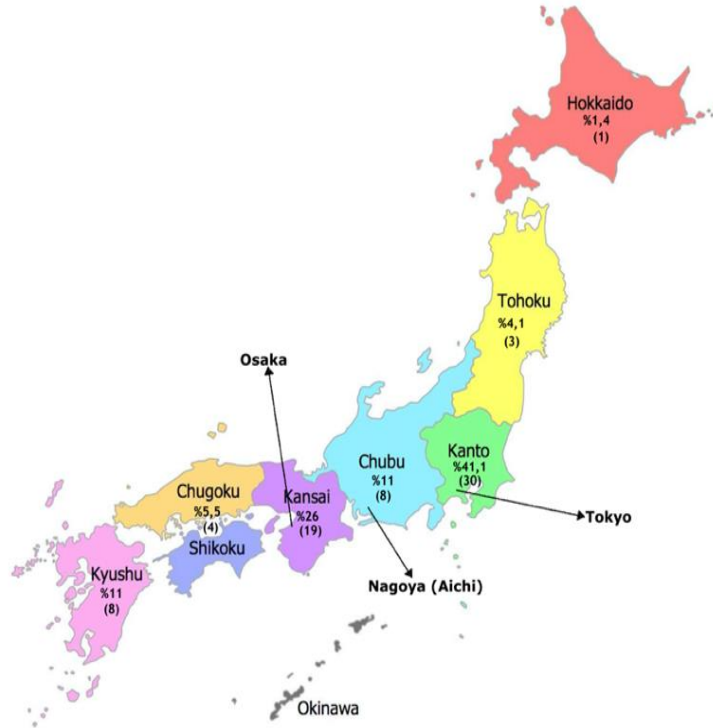 Hokkaido
%1,4
(1)
Tohoku
%4,1
(3)
Osaka
Kanto
%41,1
(30)
Chubu
%11
(8)
Chugoku
%5,5
(4)
Kansai
%26
(19)
Tokyo
Shikoku
Kyushu
%11
(8)
Nagoya (Aichi)
Okinawa